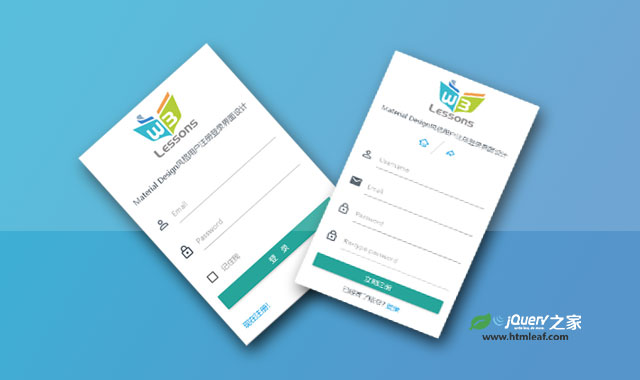 W3
LESSONS
Material Design风格用户注册登录界面设计
Email
Password
记住我
登 录
现在注册!
W3
LESSONS
Material Design风格用户注册登录界面设计
Username
Email
Password
Re-type password
立即注册
已经有了账号? 登录
jQuery之家
www.htmleaf.com